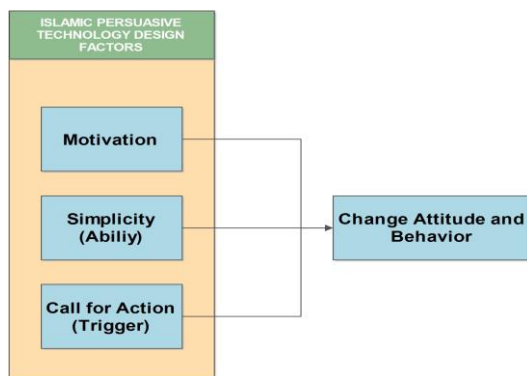 ISLAMIC PERSUASIVE
TECHNOLOGY DESIGN
FACTORS
Motivation
Simplicity
(Abiliy)
Change Attitude and
Behavior
Call for Action
(Trigger)